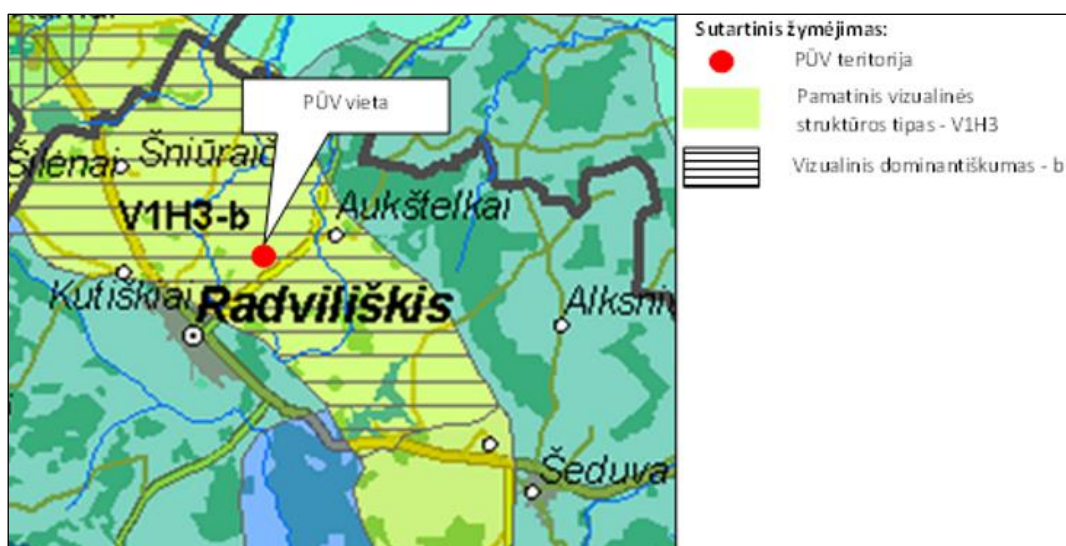 PŪV vieta
Šilėnai
Šniūraič
V1H3-b
Aukštelkai
Kutiškiai
Radviliškis
Alksniu
Šeduva
Sutartinis žymėjimas:
PŪV teritorija
Pamatinis vizualinės
struktūros tipas - V1H3
Vizualinis dominantiškumas - b